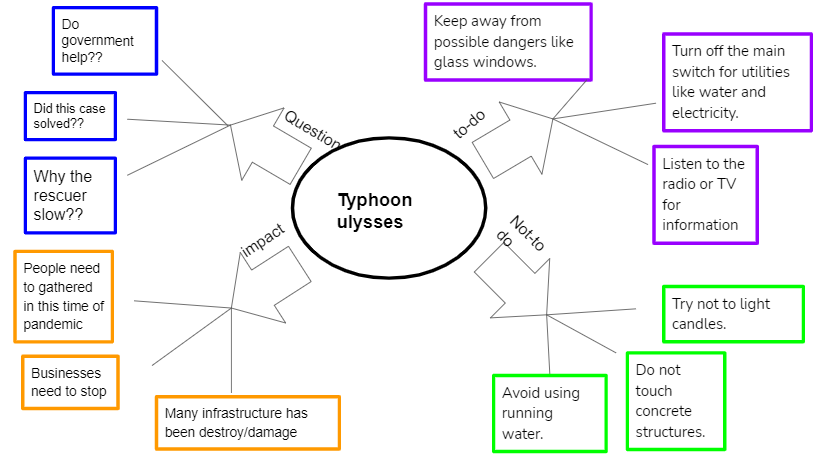 Do
government
help??
Did this case
solved??
Why the
rescuer
slow??
Question
Keep away from
possible dangers like
glass windows.
Turn off the main
switch for utilities
like water and
electricity.
Listen to the
radio or TV
for
information
to-do
Typhoon
ulysses
impact
People need
to gathered
in this time of
pandemic
Businesses
need to stop
Many infrastructure has
been destroy/damage
Not-to
do
Try not to light
candles.
Do not
touch
concrete
structures.
Avoid using
running
water.